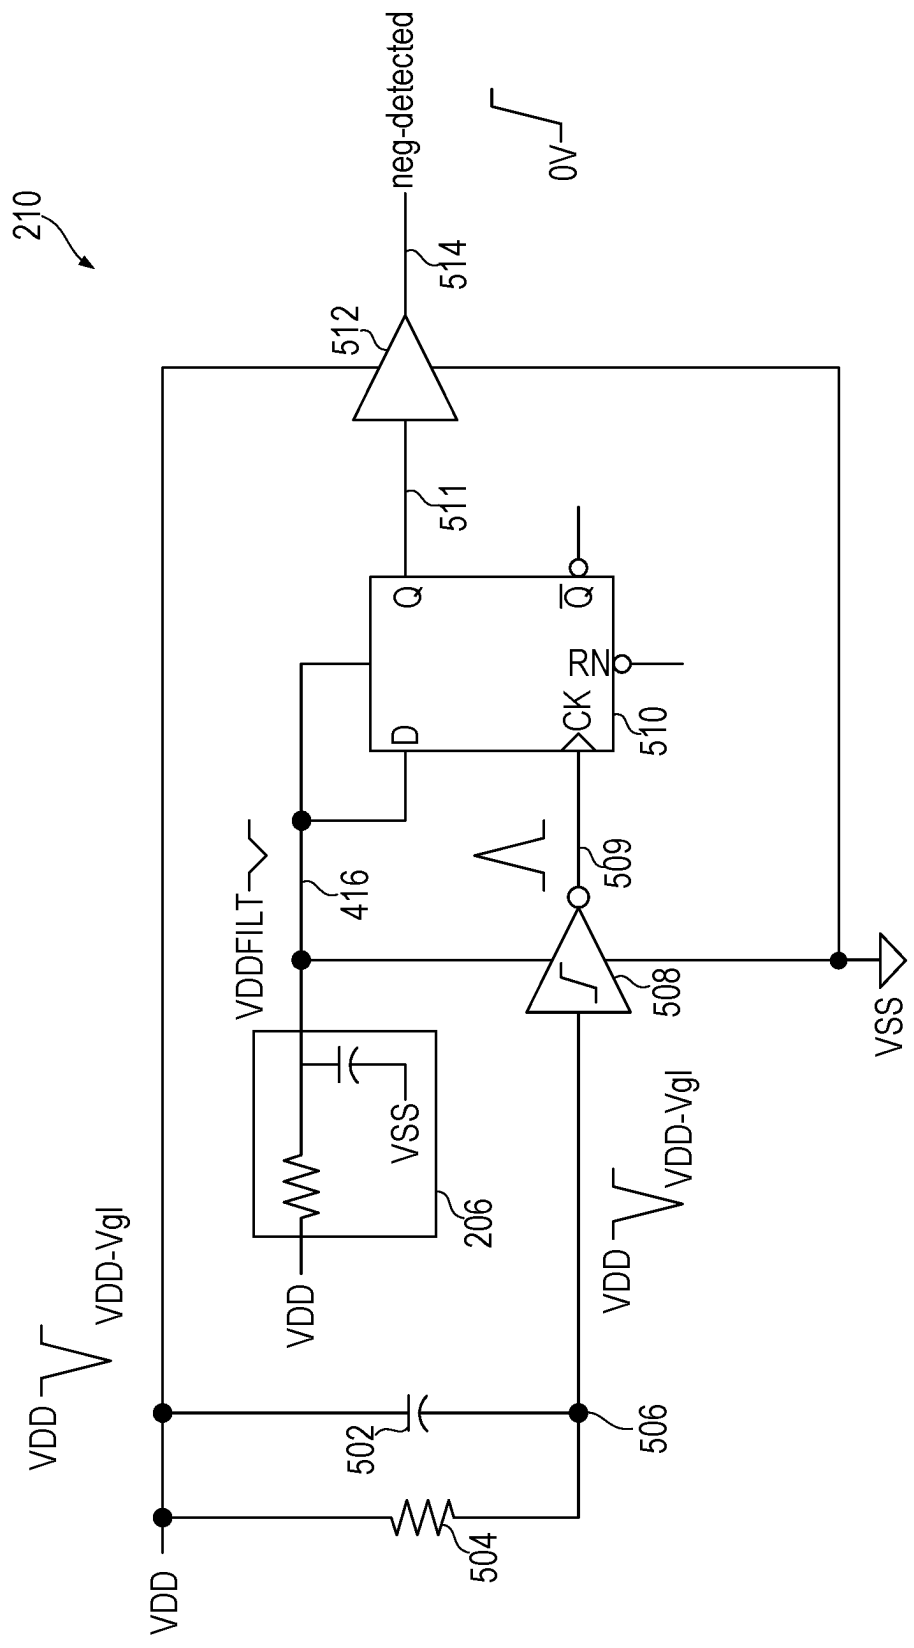 210
VDD
VDD-Vgl
VDD
504
502
506
VDD
206
VSS
VDD
VDD-Vgl
VDDFILT
416
508
VSS
509
D
CK
RN
Q
Q
510
511
512
514
neg-detected
0V